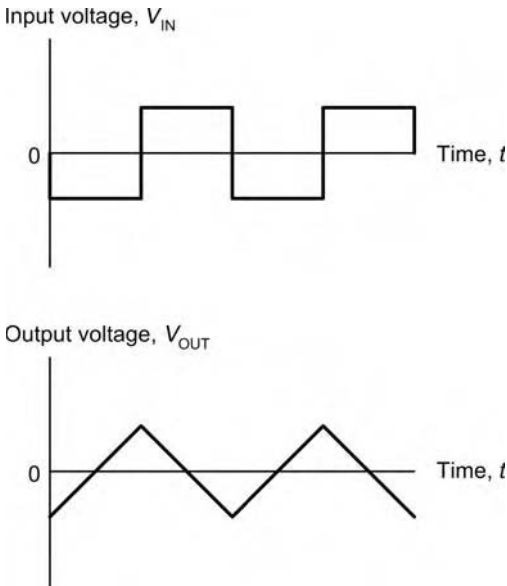 Input voltage, VIN
0
Time, t
Output voltage, VOUT
0
Time, t